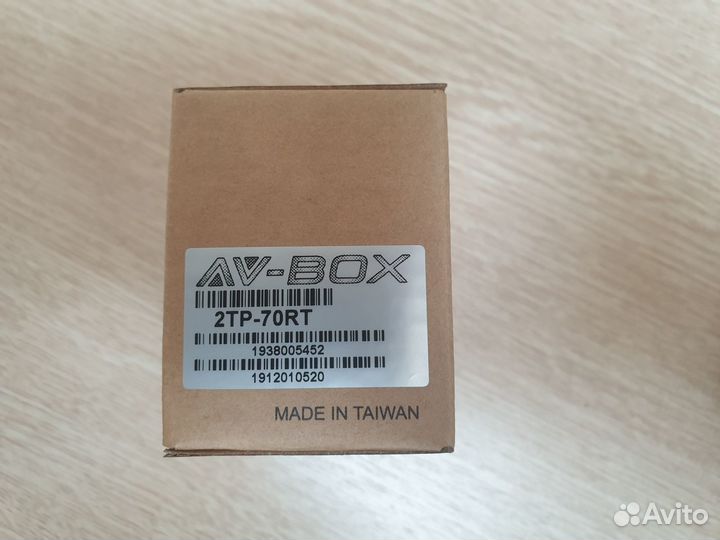 AV-BOX
2TP-70RT
1938005452
1912010520
MADE IN TAIWAN
Avito